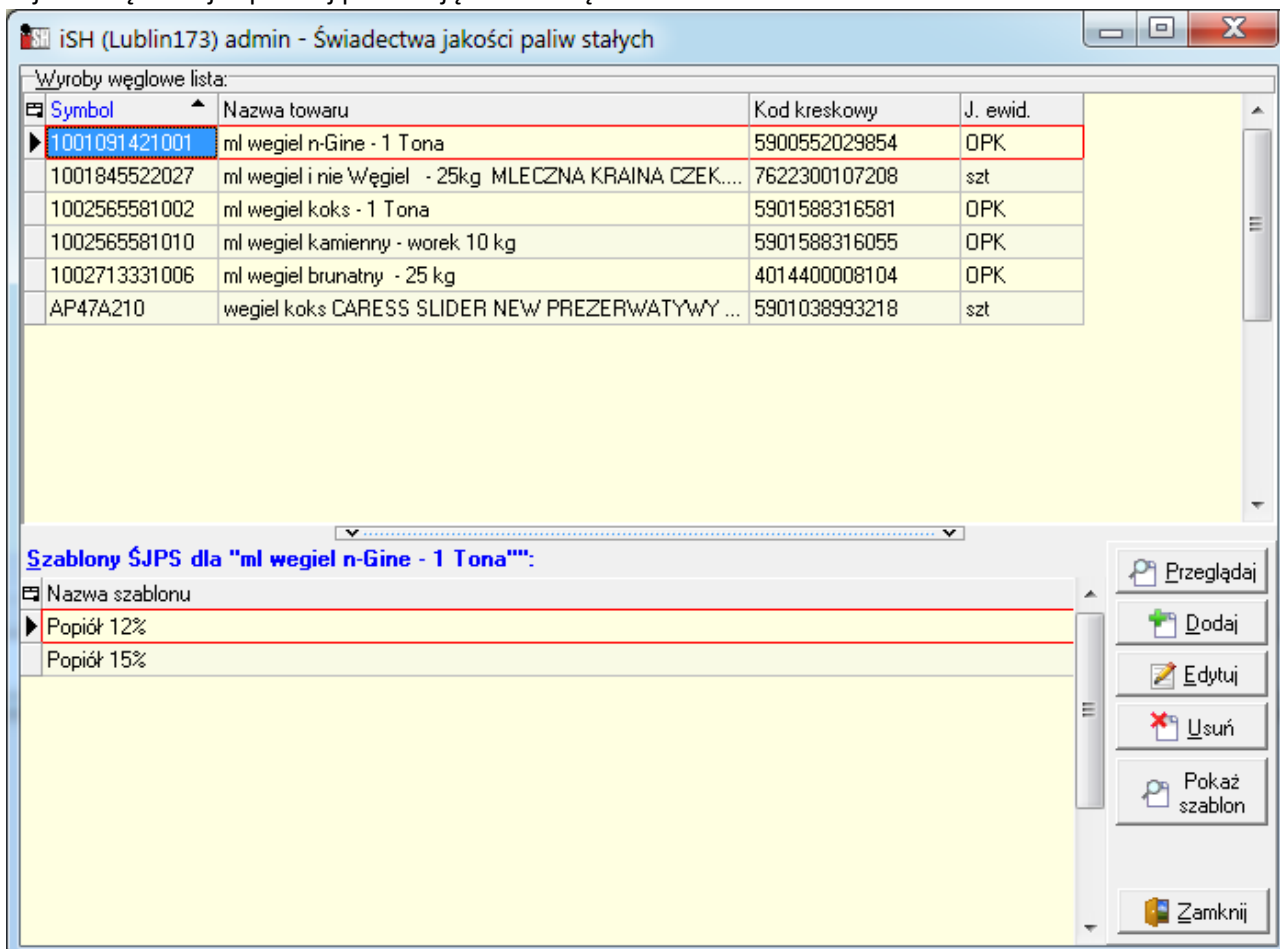 iSH (Lublin173) admin - Świadectwa jakości paliw stałych
Wyroby węglowe lista:
Symbol Nazwa towaru Kod kreskowy J. ewid.
1001091421001 ml wegiel n-Gine - 1 Tona 5900552029854 OPK
1001845522027 ml wegiel i nie Węgiel - 25kg MLECZNA KRAINA CZEK.... 7622300107208 szt
1002565581002 ml wegiel koks - 1 Tona 5901588316581 OPK
1002565581010 ml wegiel kamienny - worek 10 kg 5901588316055 OPK
1002713331006 ml wegiel brunatny - 25 kg 4014400008104 OPK
AP47A210 wegiel koks CARESS SLIDER NEW PREZERWATYWY ... 5901038993218 szt
Szablony ŚJPS dla "ml wegiel n-Gine - 1 Tona"":
Nazwa szablonu
Popiół 12%
Popiół 15%
Przeglądaj
Dodaj
Edytuj
Usuń
Pokaż
szablon
Zamknij